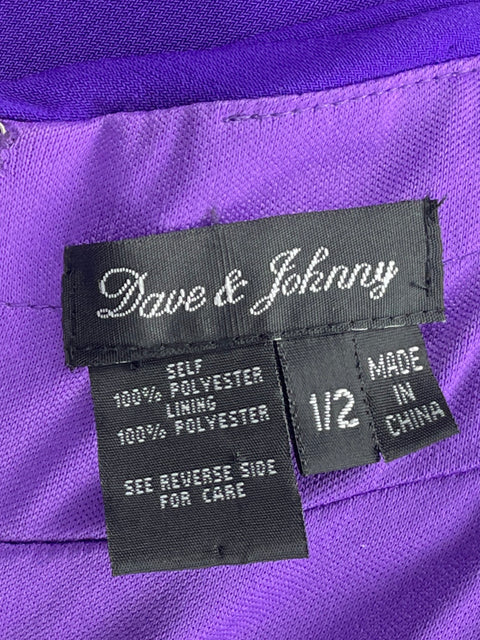 Dave & Johnny
SELF
100% POLYESTER
LINING
100% POLYESTER
SEE REVERSE SIDE
FOR CARE
1/2
MADE
IN
CHINA